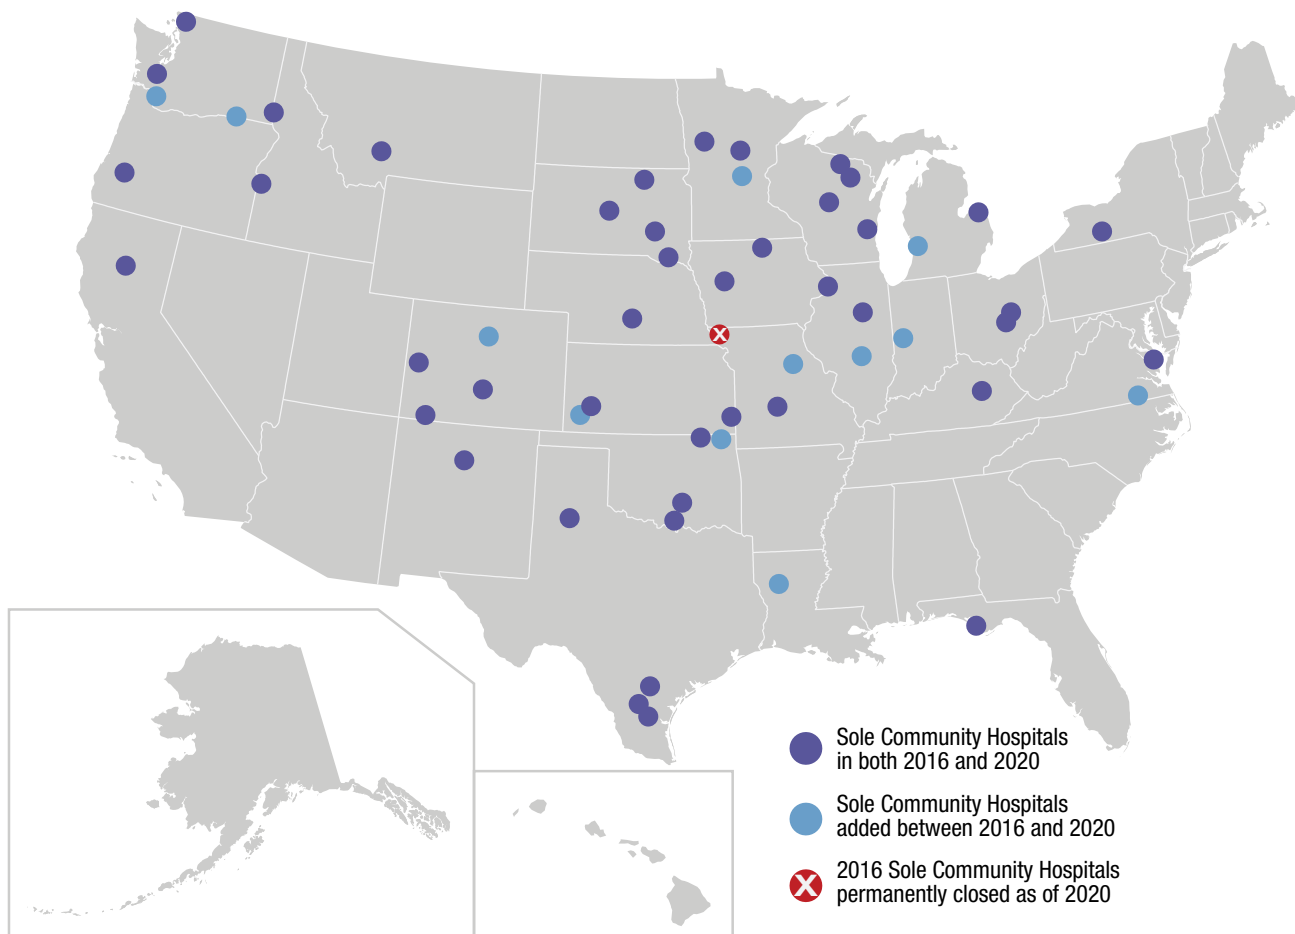 Sole Community Hospitals
in both 2016 and 2020
Sole Community Hospitals
added between 2016 and 2020
X
2016 Sole Community Hospitals
permanently closed as of 2020